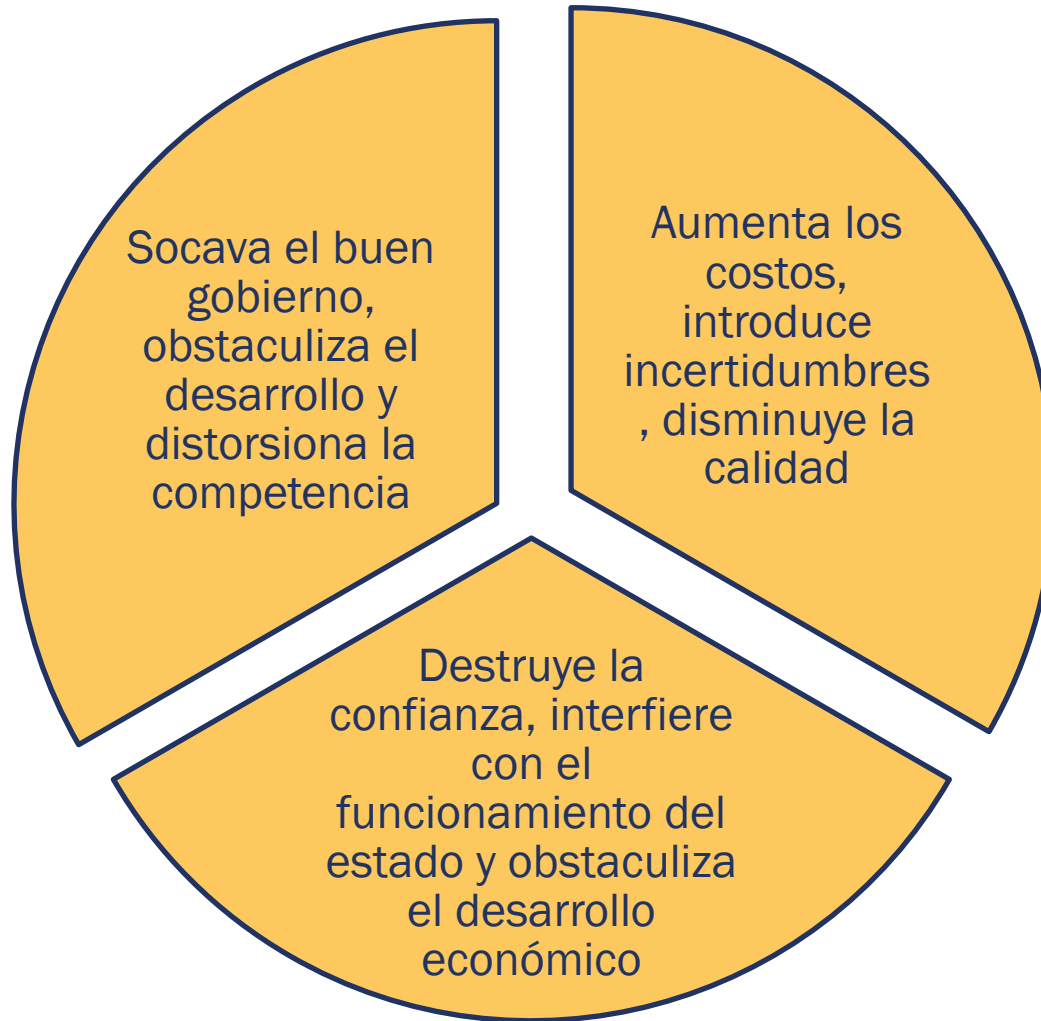 Socava el buen
gobierno,
obstaculiza el
desarrollo y
distorsiona la
competencia
Aumenta los
costos,
introduce
incertidumbres
, disminuye la
calidad
Destruye la
confianza, interfiere
con el
funcionamiento del
estado y obstaculiza
el desarrollo
económico